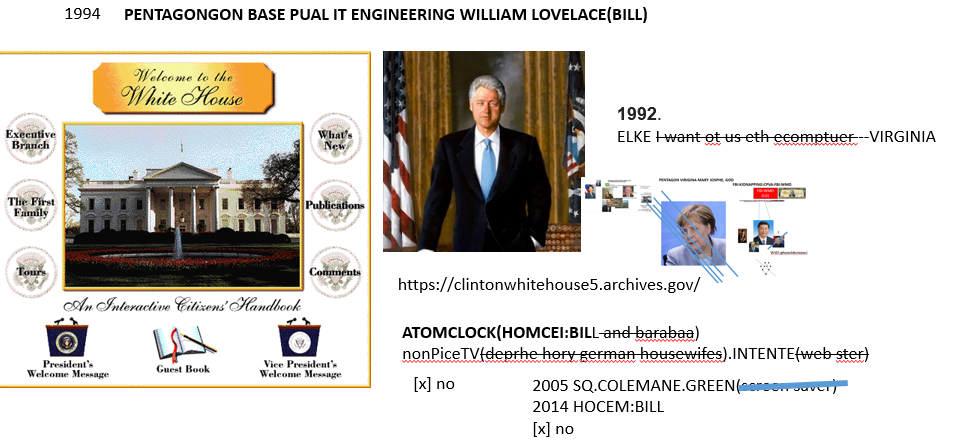 1994 PENTAGONGON BASE PUAL IT ENGINEERING WILLIAM LOVELACE(BILL)
Welcome to the
White House
Executive
Branch
What's
New
The First
Family
Publications
Tours
Comments
An Interactive Citizens' Handbook
President's
Welcome Message
Guest Book
Vice President's
Welcome Message
1992.
ELKE I want ot us eth ecomptuer---VIRGINIA
PENTAGON VIRIGINA MARY JOSPHE, GOD
FBI KIDNAPPING-CPVA-FBI-WMD
https://clintonwhitehouse5.archives.gov/
ATOMCLOCK(HOMCEI:BILL and barabaa)
nonPiceTV(deprhe hory german housewifes).INTENTE(web ster)
[x] no
2005 SQ.COLEMANE.GREEN(screen saver)
2014 HOCEM:BILL
[x] no